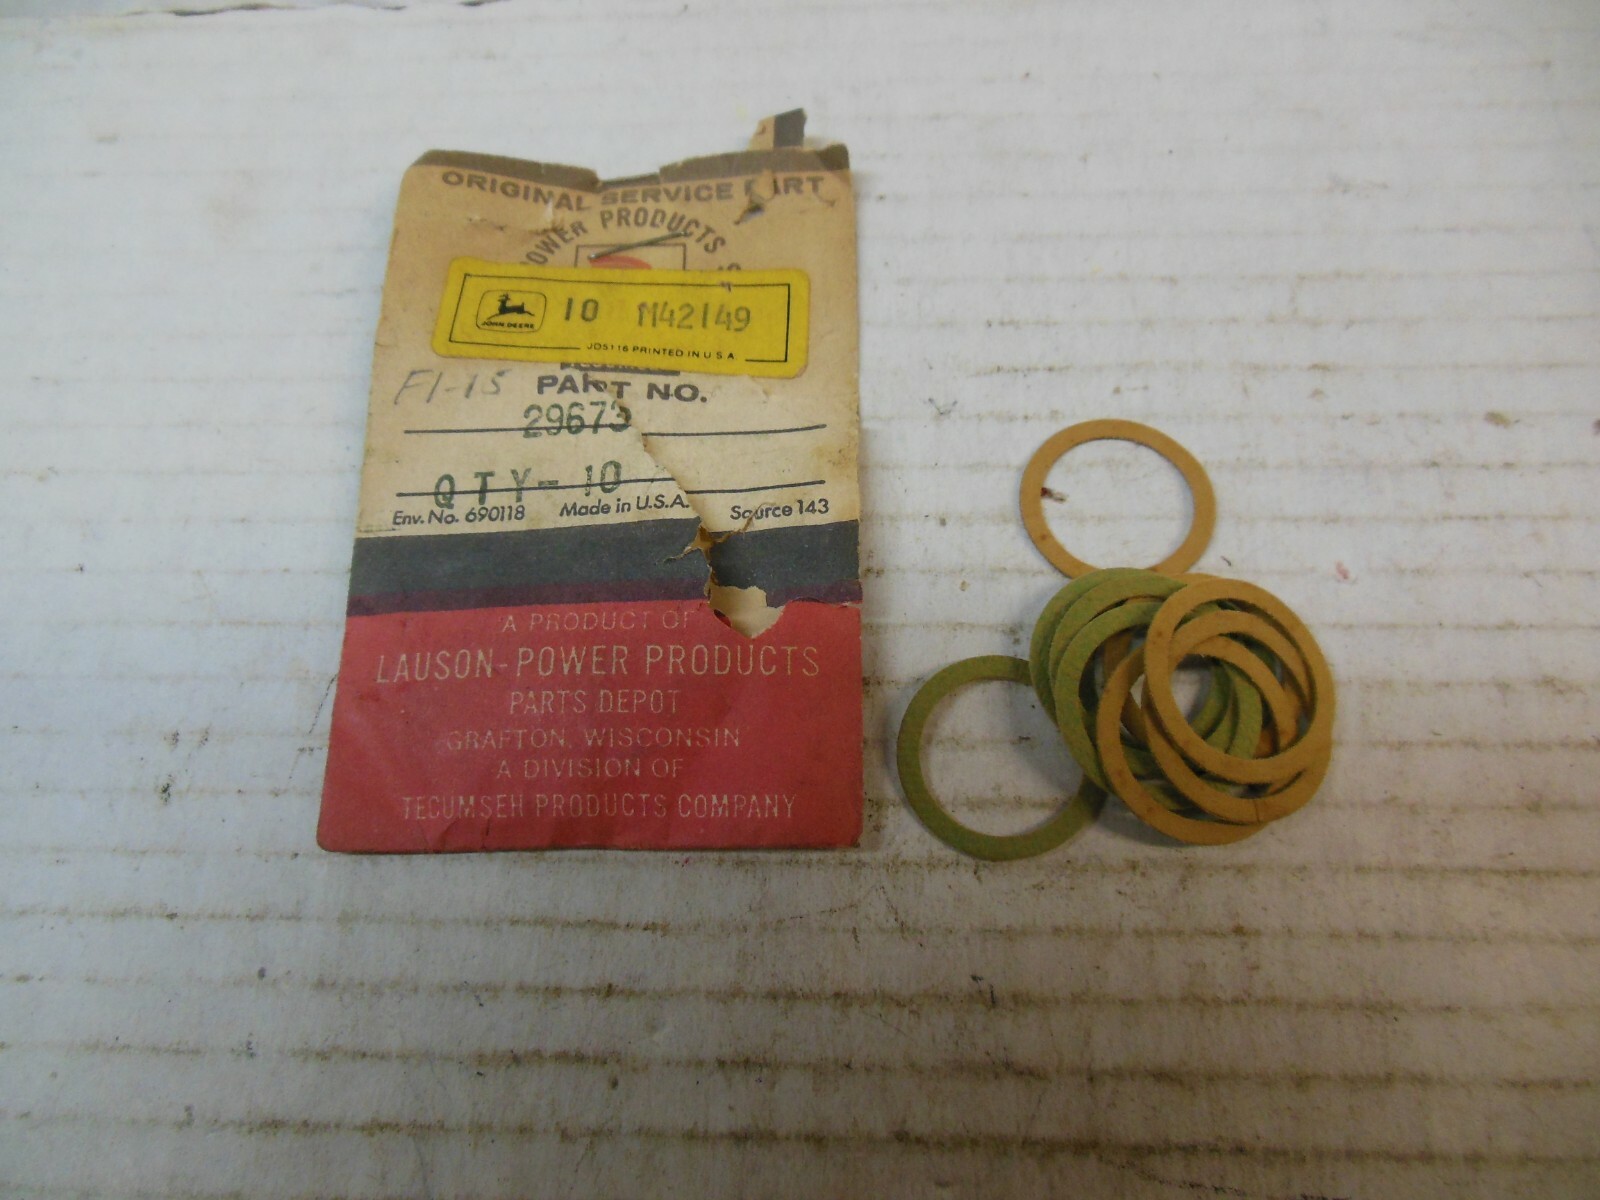 ORIGINAL SERVICE PART
POWER PRODUCTS
JOHN DEERE
10 M42149
JD5116 PRINTED IN U S A
F1-15
PART NO.
29673
QTY-10
Env. No. 690118 Made in U.S.A. Source 143
A PRODUCT OF
LAUSON-POWER PRODUCTS
PARTS DEPOT
GRAFTON, WISCONSIN
A DIVISION OF
TECUMSEH PRODUCTS COMPANY